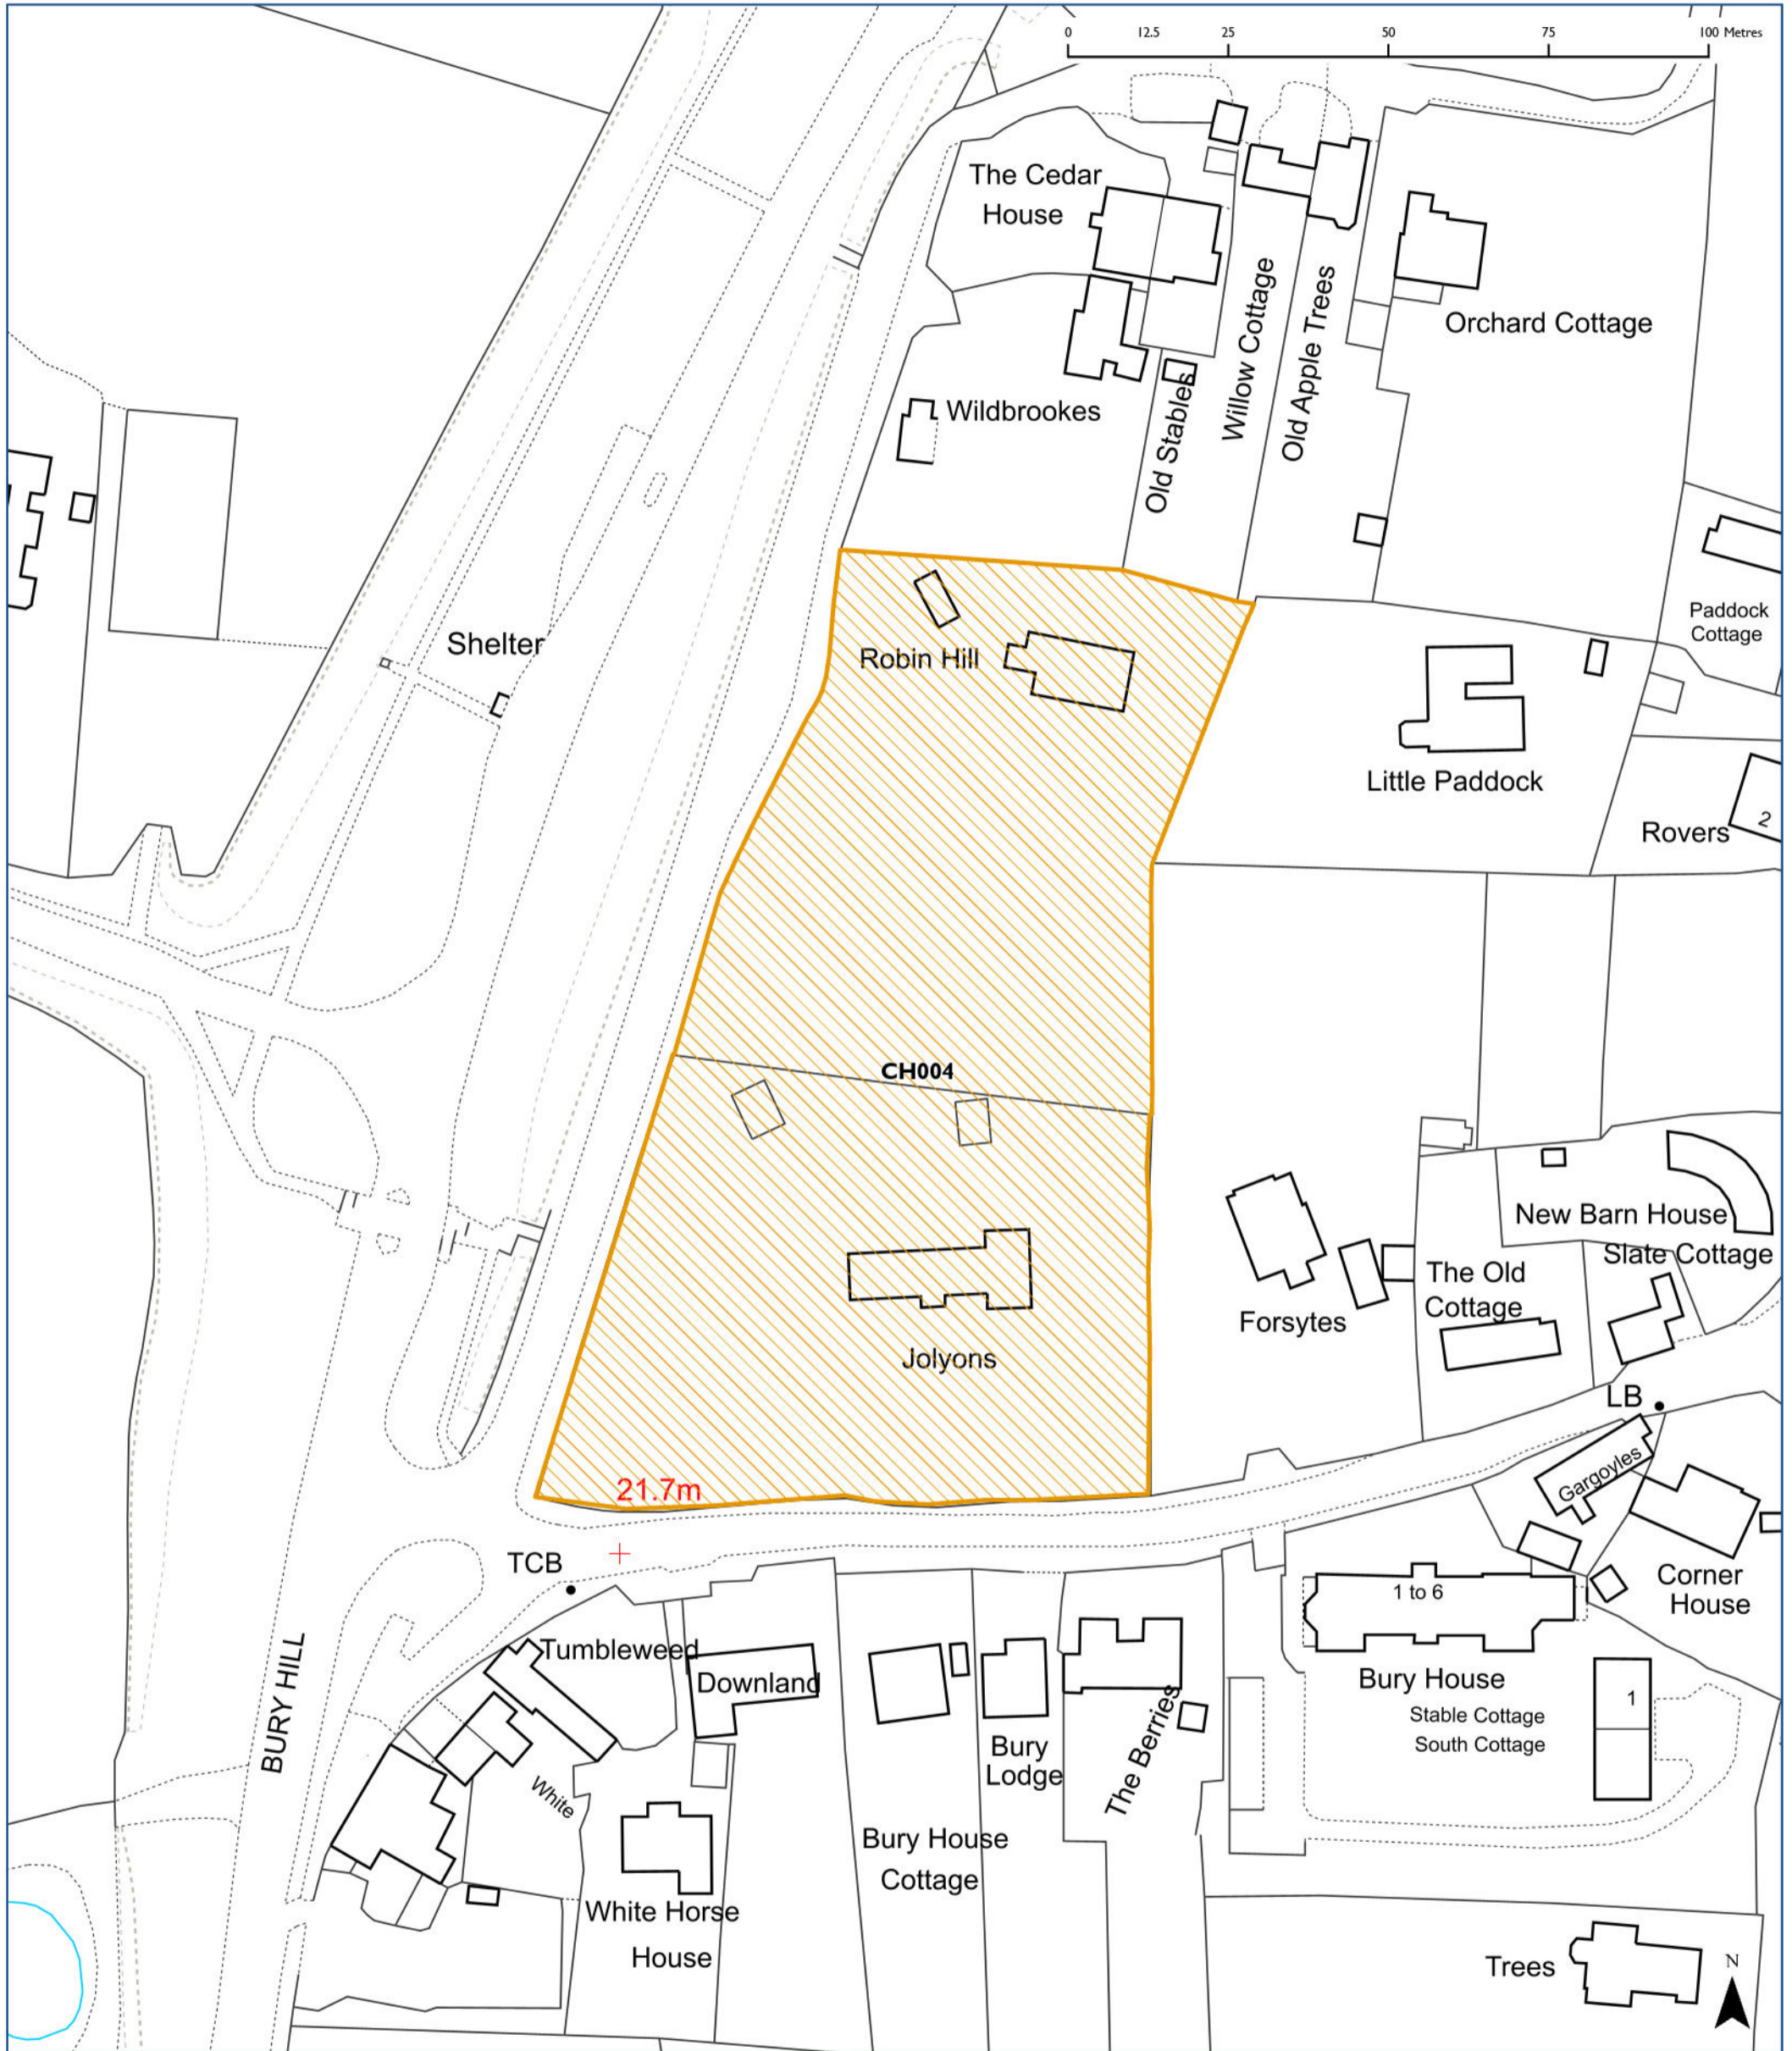 0 12.5 25 50 75 100 Metres
The Cedar
House
Willow Cottage
Old Apple Trees
Orchard Cottage
Wildbrookes
Old Stables
Paddock
Cottage
Shelter
Robin Hill
Little Paddock
2
Rovers
CH004
New Barn House
Slate Cottage
The Old
Cottage
Forsytes
Jolyons
LB
Gargoyles
21.7m
TCB
Corner
House
1 to 6
BURY HILL
Tumbleweed
Downland
Bury House
1
Stable Cottage
South Cottage
The Berries
Bury
Lodge
White
Bury House
Cottage
White Horse
House
Trees
N